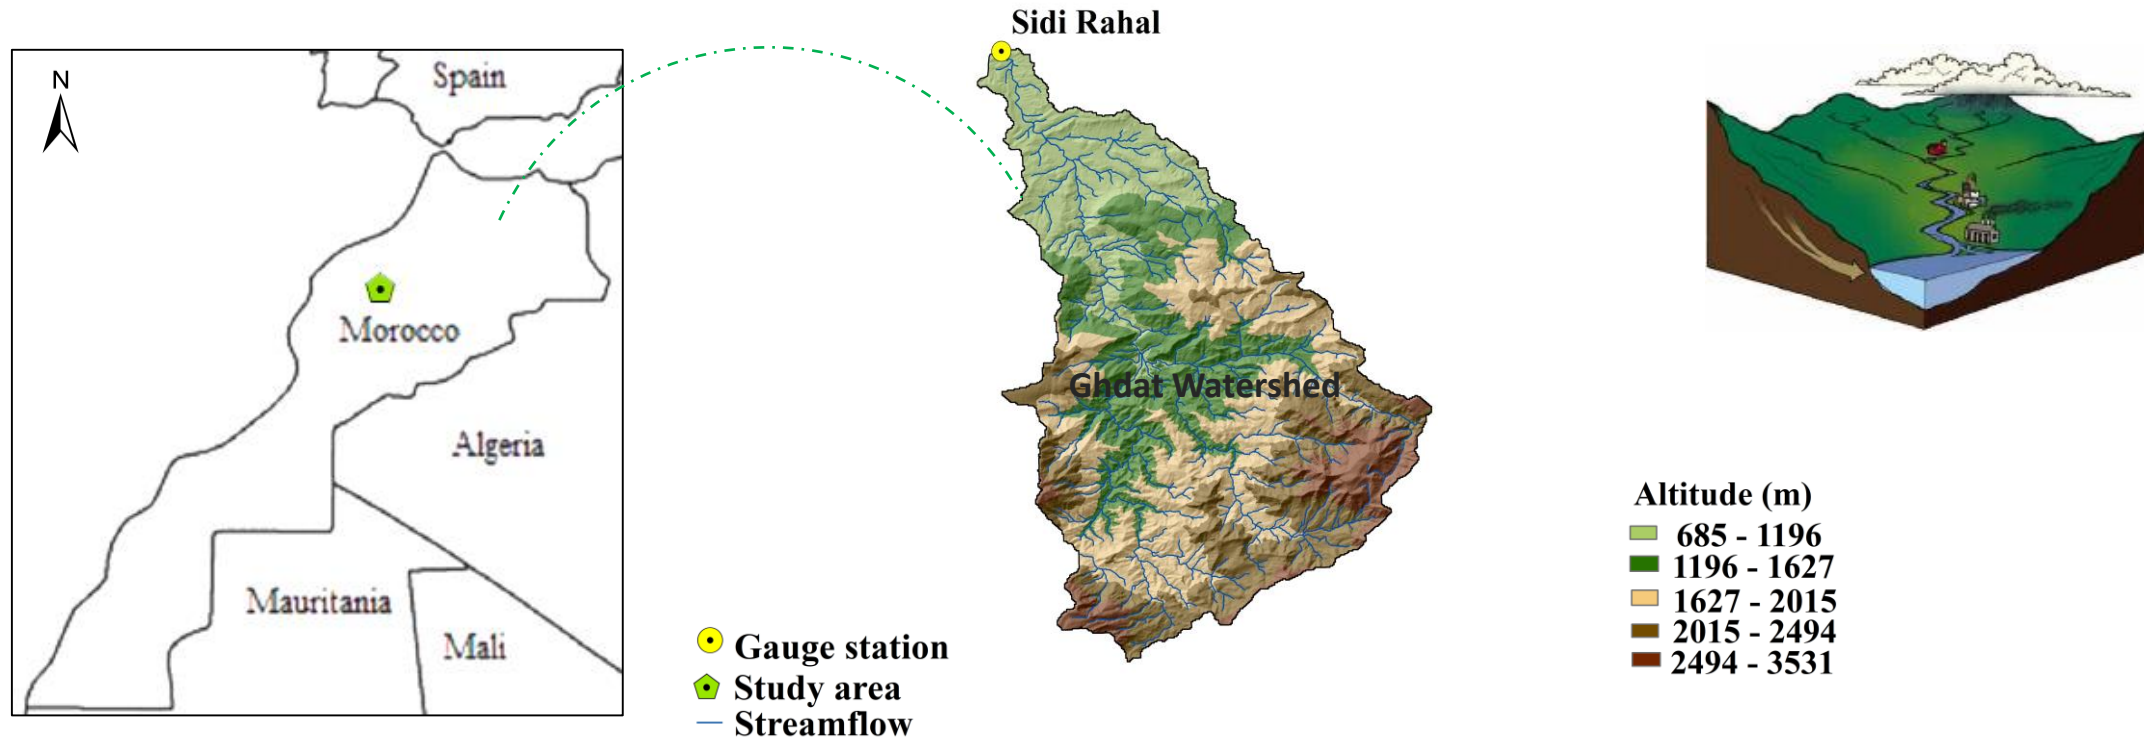 Sidi Rahal
N
Spain
Morocco
Algeria
Mauritania
Mali
Ghdat Watershed
Gauge station
Study area
Streamflow
Altitude (m)
685 - 1196
1196 - 1627
1627 - 2015
2015 - 2494
2494 - 3531